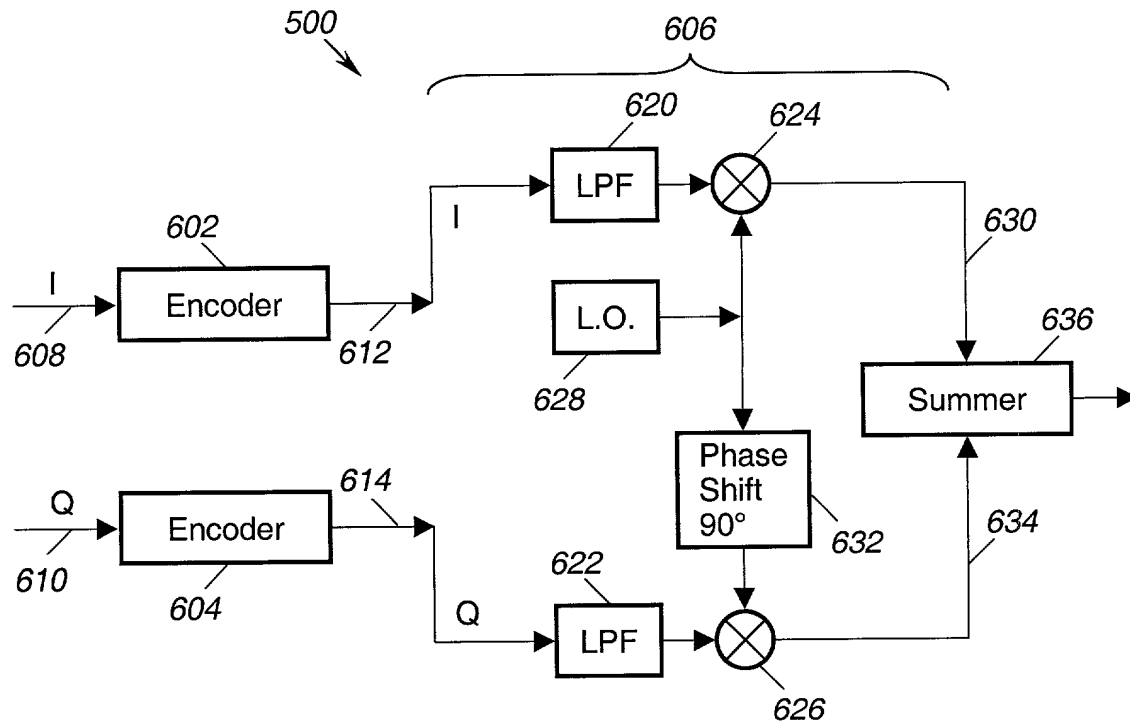 500
606
620
624
LPF
I
602
630
I
Encoder
L.O.
636
608
612
628
Summer
Phase
Shift
90°
614
Q
Encoder
632
634
610
622
604
Q
LPF
626